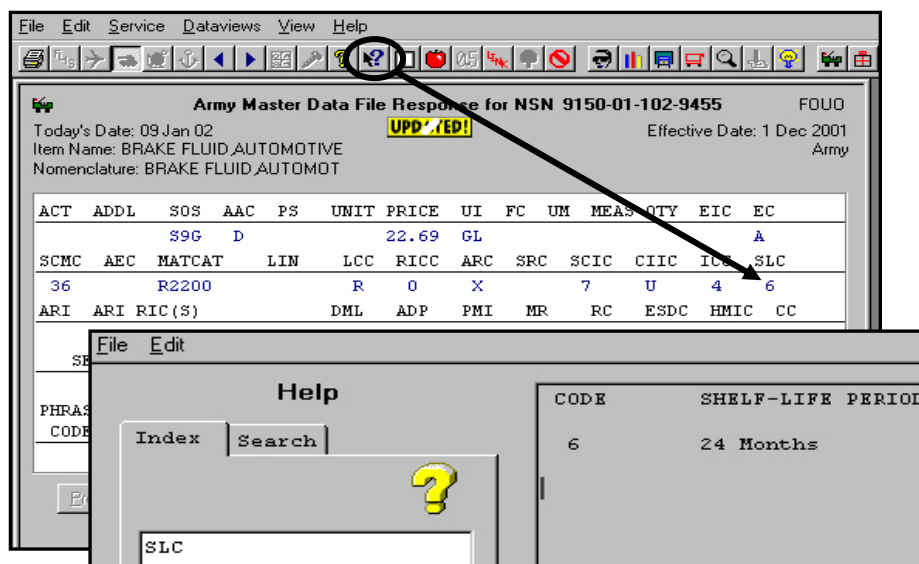 File Edit Service Dataviews View Help
Army Master Data File Response for NSN 9150-01-102-9455 FOUO
Today's Date: 09 Jan 02 UPDATED! Effective Date: 1 Dec 2001
Item Name: BRAKE FLUID,AUTOMOTIVE Army
Nomenclature: BRAKE FLUID,AUTOMOT
ACT ADDL SOS AAC PS UNIT PRICE UI FC UM MEAS QTY EIC EC
S9G D 22.69 GL A
SCMC AEC MATCAT LIN LCC RICC ARC SRC SCIC CIIC ICC SLC
36 R2200 R 0 X 7 U 4 6
ARI ARI RIC(S) DML ADP PMI MR RC ESDC HMIC CC
File Edit
Help
CODE SHELF-LIFE PERIOD
Index Search
6 24 Months
PHRAS
CODE
SLC